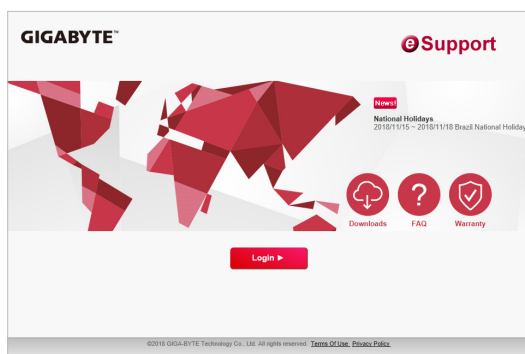 GIGABYTE™
eSupport
News!
National Holidays
2018/11/15 ~ 2018/11/18 Brazil National Holiday
Downloads FAQ Warranty
Login
©2018 GIGA-BYTE Technology Co., Ltd. All rights reserved. Terms Of Use Privacy Policy